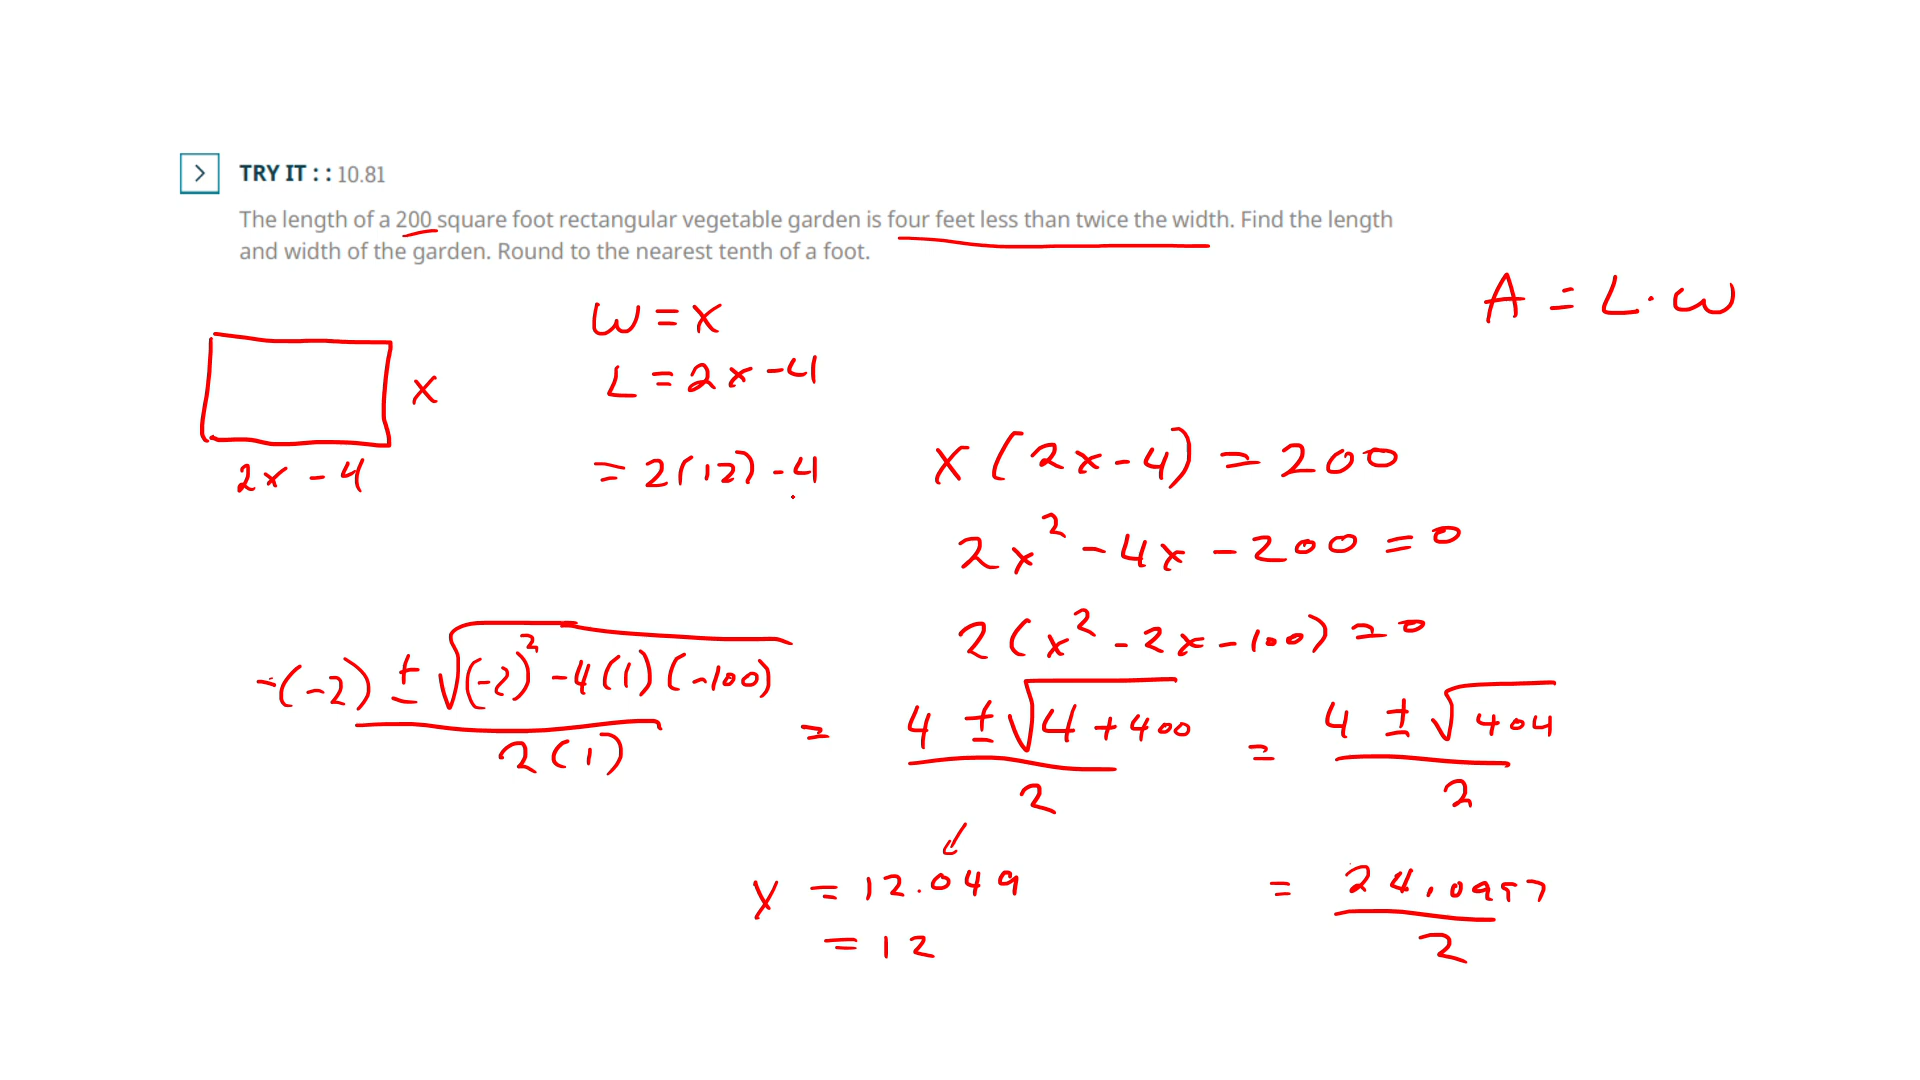 > TRY IT : : 10.81
The length of a 200 square foot rectangular vegetable garden is four feet less than twice the width. Find the length
and width of the garden. Round to the nearest tenth of a foot.
A = L · W
W = x
L = 2x - 4
x
2x - 4
= 2(12) - 4
x(2x - 4) = 200
2x² - 4x - 200 = 0
2(x² - 2x - 100) = 0
-(-2) ± √((-2)² - 4(1)(-100)) / 2(1) = 4 ± √(4 + 400) / 2 = 4 ± √404 / 2
x = 12.049
= 24.0997 / 2
= 12